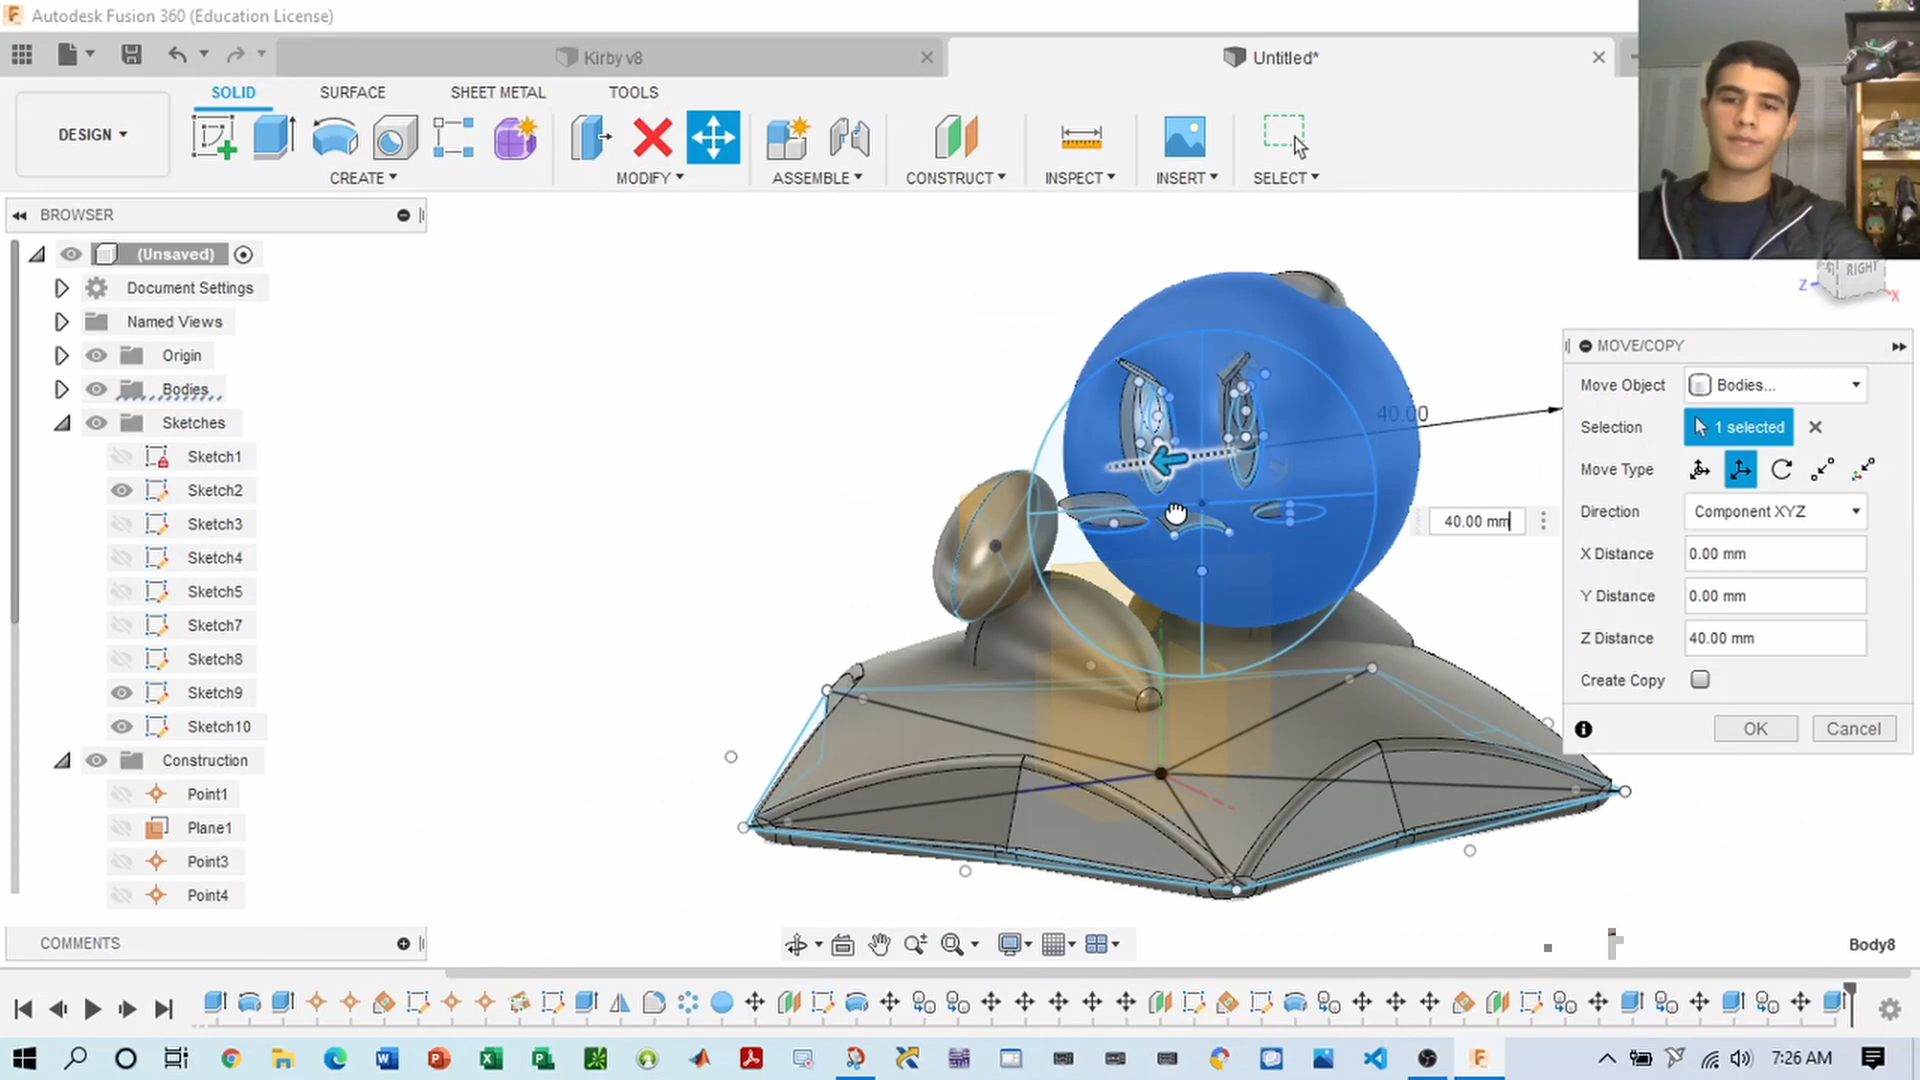 Autodesk Fusion 360 (Education License)
Kirby v8
Untitled*
SOLID SURFACE SHEET METAL TOOLS
DESIGN
CREATE MODIFY ASSEMBLE CONSTRUCT INSPECT INSERT SELECT
BROWSER
(Unsaved)
Document Settings
Named Views
Origin
Bodies
Sketches
Sketch1
Sketch2
Sketch3
Sketch4
Sketch5
Sketch7
Sketch8
Sketch9
Sketch10
Construction
Point1
Plane1
Point3
Point4
COMMENTS
40.00
40.00 mm
RIGHT
Z
X
MOVE/COPY
Move Object Bodies...
Selection 1 selected
Move Type
Direction Component XYZ
X Distance 0.00 mm
Y Distance 0.00 mm
Z Distance 40.00 mm
Create Copy
OK Cancel
Body8
7:26 AM